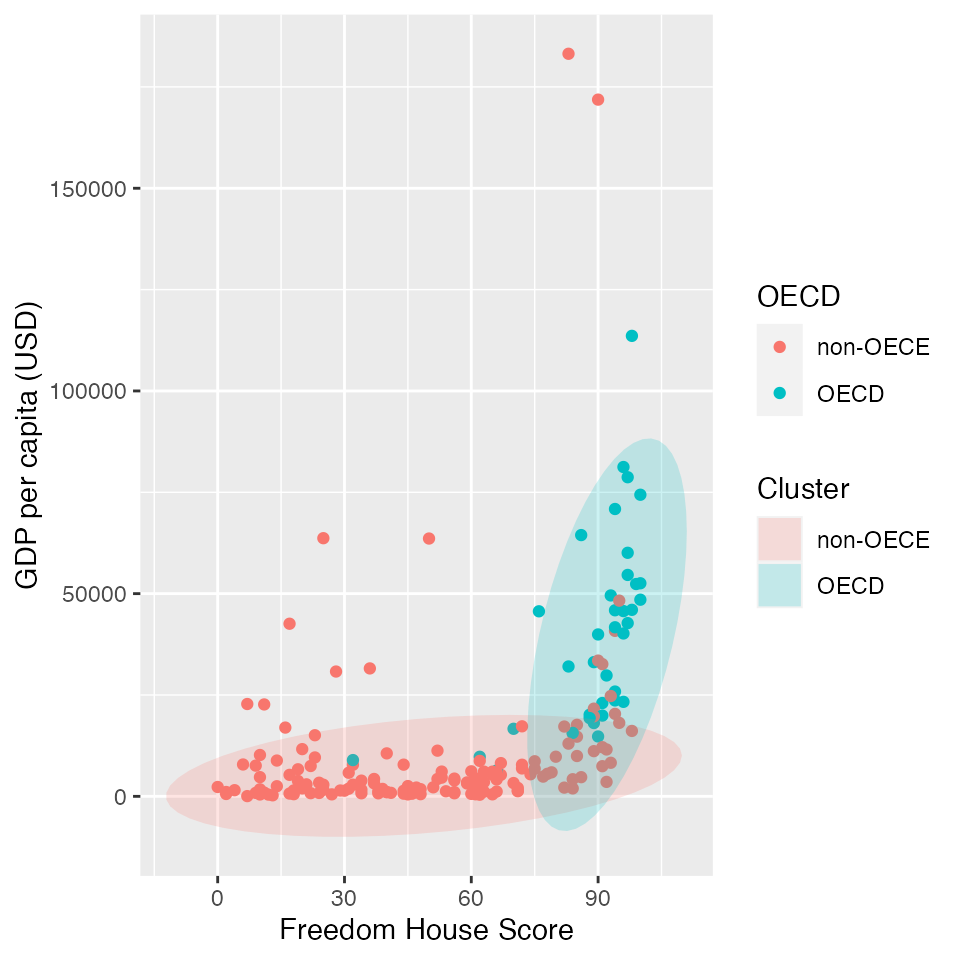 150000
100000
50000
0
0 30 60 90
GDP per capita (USD)
Freedom House Score
OECD
non-OECE
OECD
Cluster
non-OECE
OECD